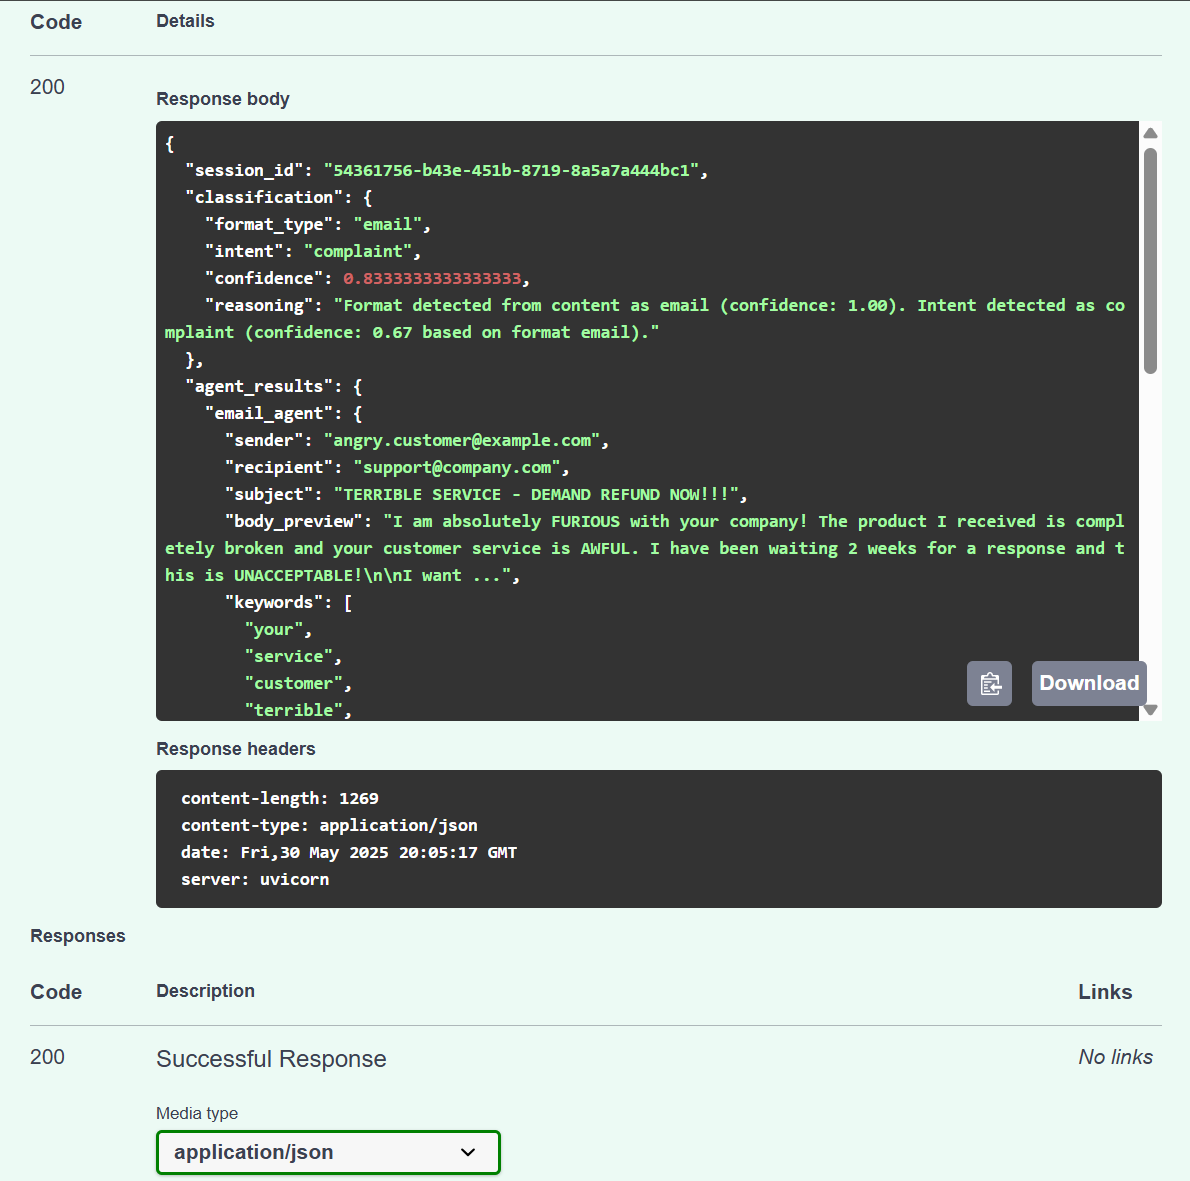 Code Details
200
Response body
{
"session_id": "54361756-b43e-451b-8719-8a5a7a444bc1",
"classification": {
"format_type": "email",
"intent": "complaint",
"confidence": 0.8333333333333333,
"reasoning": "Format detected from content as email (confidence: 1.00). Intent detected as co
mplaint (confidence: 0.67 based on format email)."
},
"agent_results": {
"email_agent": {
"sender": "angry.customer@example.com",
"recipient": "support@company.com",
"subject": "TERRIBLE SERVICE - DEMAND REFUND NOW!!!",
"body_preview": "I am absolutely FURIOUS with your company! The product I received is compl
etely broken and your customer service is AWFUL. I have been waiting 2 weeks for a response and t
his is UNACCEPTABLE!\n\nI want ...",
"keywords": [
"your",
"service",
"customer",
"terrible",
Download
Response headers
content-length: 1269
content-type: application/json
date: Fri,30 May 2025 20:05:17 GMT
server: uvicorn
Responses
Code Description Links
200 Successful Response No links
Media type
application/json